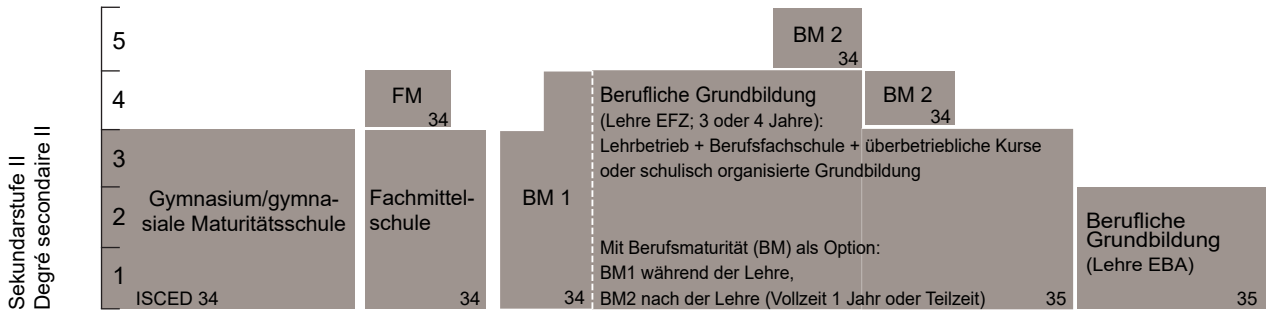 Sekundarstufe II
Degré secondaire II
5
4
3
2
1
Gymnasium/gymna-
siale Maturitätsschule
ISCED 34
FM
34
Fachmittel-
schule
34
BM 1
34
BM 2
34
BM 2
34
Berufliche Grundbildung
(Lehre EFZ; 3 oder 4 Jahre):
Lehrbetrieb + Berufsfachschule + überbetriebliche Kurse
oder schulisch organisierte Grundbildung
Mit Berufsmaturität (BM) als Option:
BM1 während der Lehre,
BM2 nach der Lehre (Vollzeit 1 Jahr oder Teilzeit)
35
Berufliche
Grundbildung
(Lehre EBA)
35